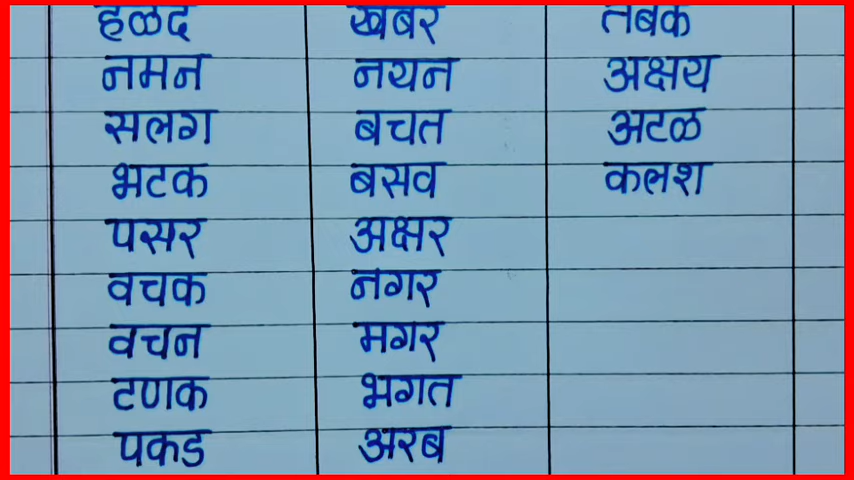 हळद खबर तबक
नमन नयन अक्षय
सलग बचत अटळ
भटक बसव कलश
पसर अक्षर
वचक नगर
वचन मगर
टणक भगत
पकड अरब